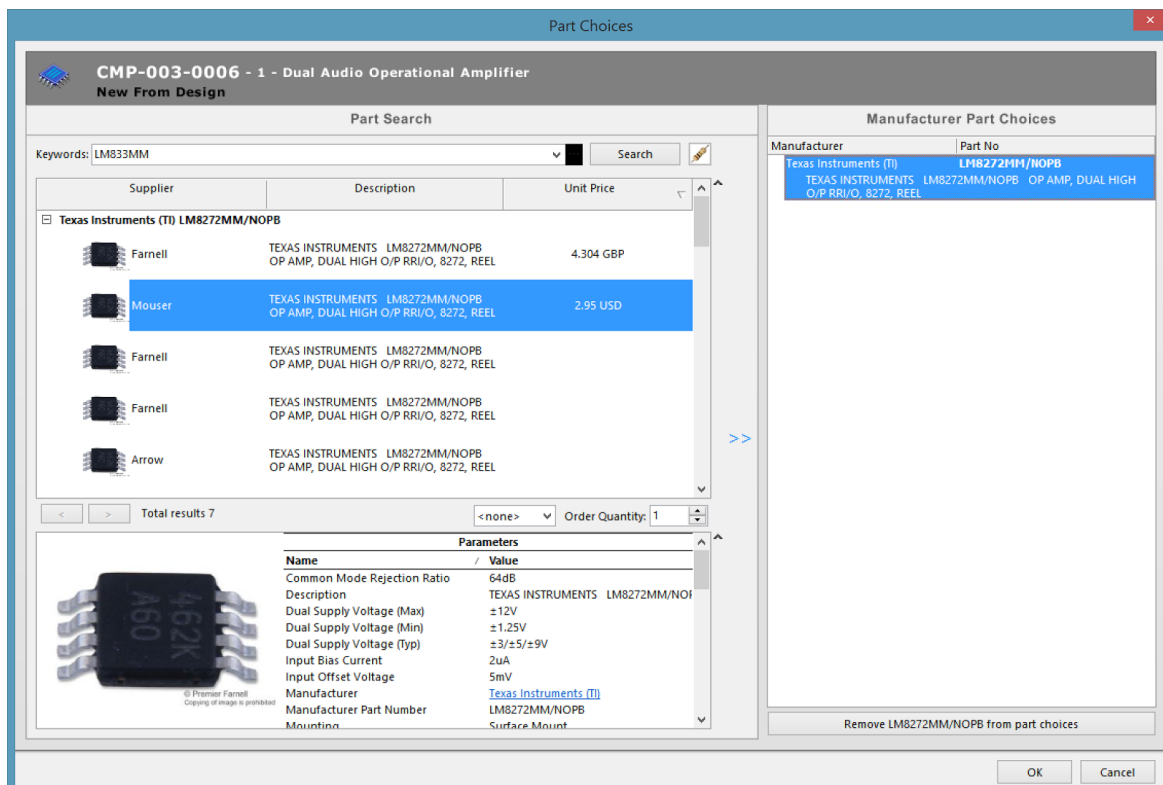 Part Choices
CMP-003-0006 - 1 - Dual Audio Operational Amplifier
New From Design
Part Search
Keywords: LM833MM
Search
Supplier Description Unit Price
Texas Instruments (TI) LM8272MM/NOPB
Farnell
TEXAS INSTRUMENTS LM8272MM/NOPB
OP AMP, DUAL HIGH O/P RRI/O, 8272, REEL
4.304 GBP
Mouser
TEXAS INSTRUMENTS LM8272MM/NOPB
OP AMP, DUAL HIGH O/P RRI/O, 8272, REEL
2.95 USD
Farnell
TEXAS INSTRUMENTS LM8272MM/NOPB
OP AMP, DUAL HIGH O/P RRI/O, 8272, REEL
Farnell
TEXAS INSTRUMENTS LM8272MM/NOPB
OP AMP, DUAL HIGH O/P RRI/O, 8272, REEL
Arrow
TEXAS INSTRUMENTS LM8272MM/NOPB
OP AMP, DUAL HIGH O/P RRI/O, 8272, REEL
< > Total results 7
<none> Order Quantity: 1
462K
A60
© Premier Farnell
Copying of image is prohibited
Parameters
Name / Value
Common Mode Rejection Ratio 64dB
Description TEXAS INSTRUMENTS LM8272MM/NOP
Dual Supply Voltage (Max) ±12V
Dual Supply Voltage (Min) ±1.25V
Dual Supply Voltage (Typ) ±3/±5/±9V
Input Bias Current 2uA
Input Offset Voltage 5mV
Manufacturer Texas Instruments (TI)
Manufacturer Part Number LM8272MM/NOPB
Mounting Surface Mount
>>
Manufacturer Part Choices
Manufacturer Part No
Texas Instruments (TI) LM8272MM/NOPB
TEXAS INSTRUMENTS LM8272MM/NOPB OP AMP, DUAL HIGH
O/P RRI/O, 8272, REEL
Remove LM8272MM/NOPB from part choices
OK Cancel